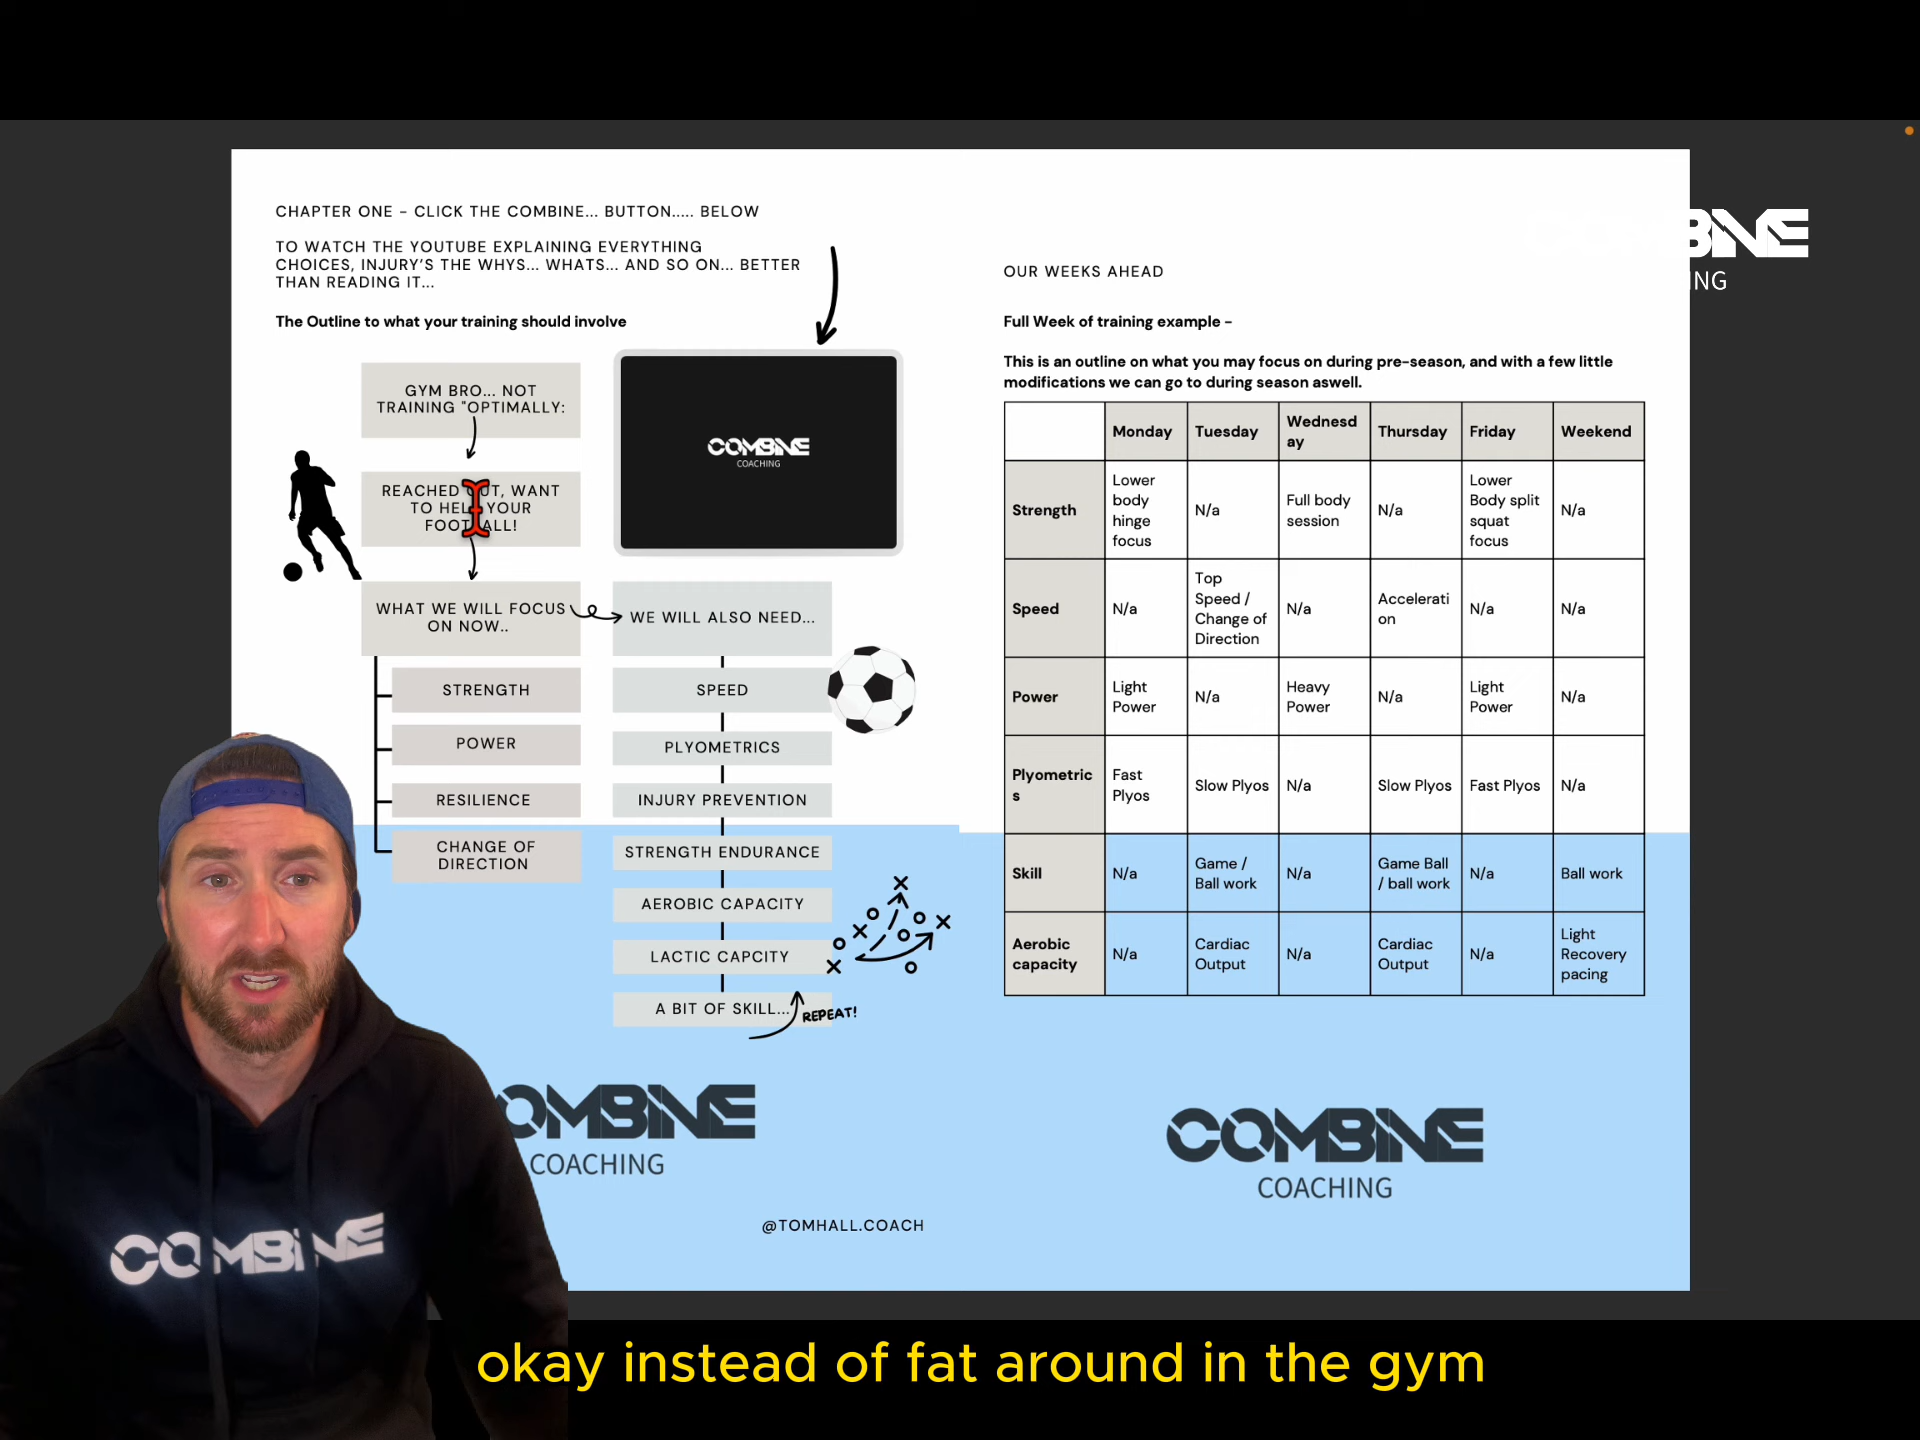 CHAPTER ONE - CLICK THE COMBINE... BUTTON..... BELOW
TO WATCH THE YOUTUBE EXPLAINING EVERYTHING
CHOICES, INJURY'S THE WHYS... WHATS... AND SO ON... BETTER
THAN READING IT...
The Outline to what your training should involve
GYM BRO... NOT
TRAINING "OPTIMALLY:
REACHED OUT, WANT
TO HELP YOUR
FOOTBALL!
COMBINE
COACHING
WHAT WE WILL FOCUS
ON NOW..
STRENGTH
POWER
RESILIENCE
CHANGE OF
DIRECTION
WE WILL ALSO NEED...
SPEED
PLYOMETRICS
INJURY PREVENTION
STRENGTH ENDURANCE
AEROBIC CAPACITY
LACTIC CAPCITY
A BIT OF SKILL...
REPEAT!
OMBINE
COACHING
@TOMHALL.COACH
BINE
ING
OUR WEEKS AHEAD
Full Week of training example -
This is an outline on what you may focus on during pre-season, and with a few little
modifications we can go to during season aswell.
Monday Tuesday Wednesd Thursday Friday Weekend
ay
Strength
Lower
body
hinge
focus
N/a
Full body
session
N/a
Lower
Body split
squat
focus
N/a
Speed
N/a
Top
Speed /
Change of
Direction
N/a
Accelerati
on
N/a
N/a
Power
Light
Power
N/a
Heavy
Power
N/a
Light
Power
N/a
Plyometric
s
Fast
Plyos
Slow Plyos
N/a
Slow Plyos
Fast Plyos
N/a
Skill
N/a
Game /
Ball work
N/a
Game Ball
/ ball work
N/a
Ball work
Aerobic
capacity
N/a
Cardiac
Output
N/a
Cardiac
Output
N/a
Light
Recovery
pacing
COMBINE
COACHING
COMBINE
okay instead of fat around in the gym